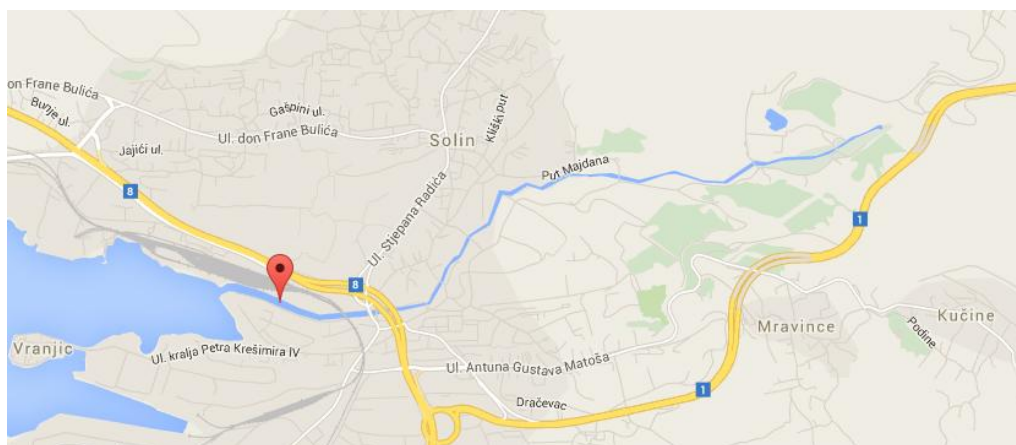 don Frane Bulića
Bunje ul.
Gašpini ul.
Ul. don Frane Bulića
Jajići ul.
Solin
Kliški put
Put Majdana
8
Ul. Stjepana Radića
1
8
Vranjic
Ul. kralja Petra Krešimira IV
Mravince
Kučine
Podine
Ul. Antuna Gustava Matoša
1
Dračevac